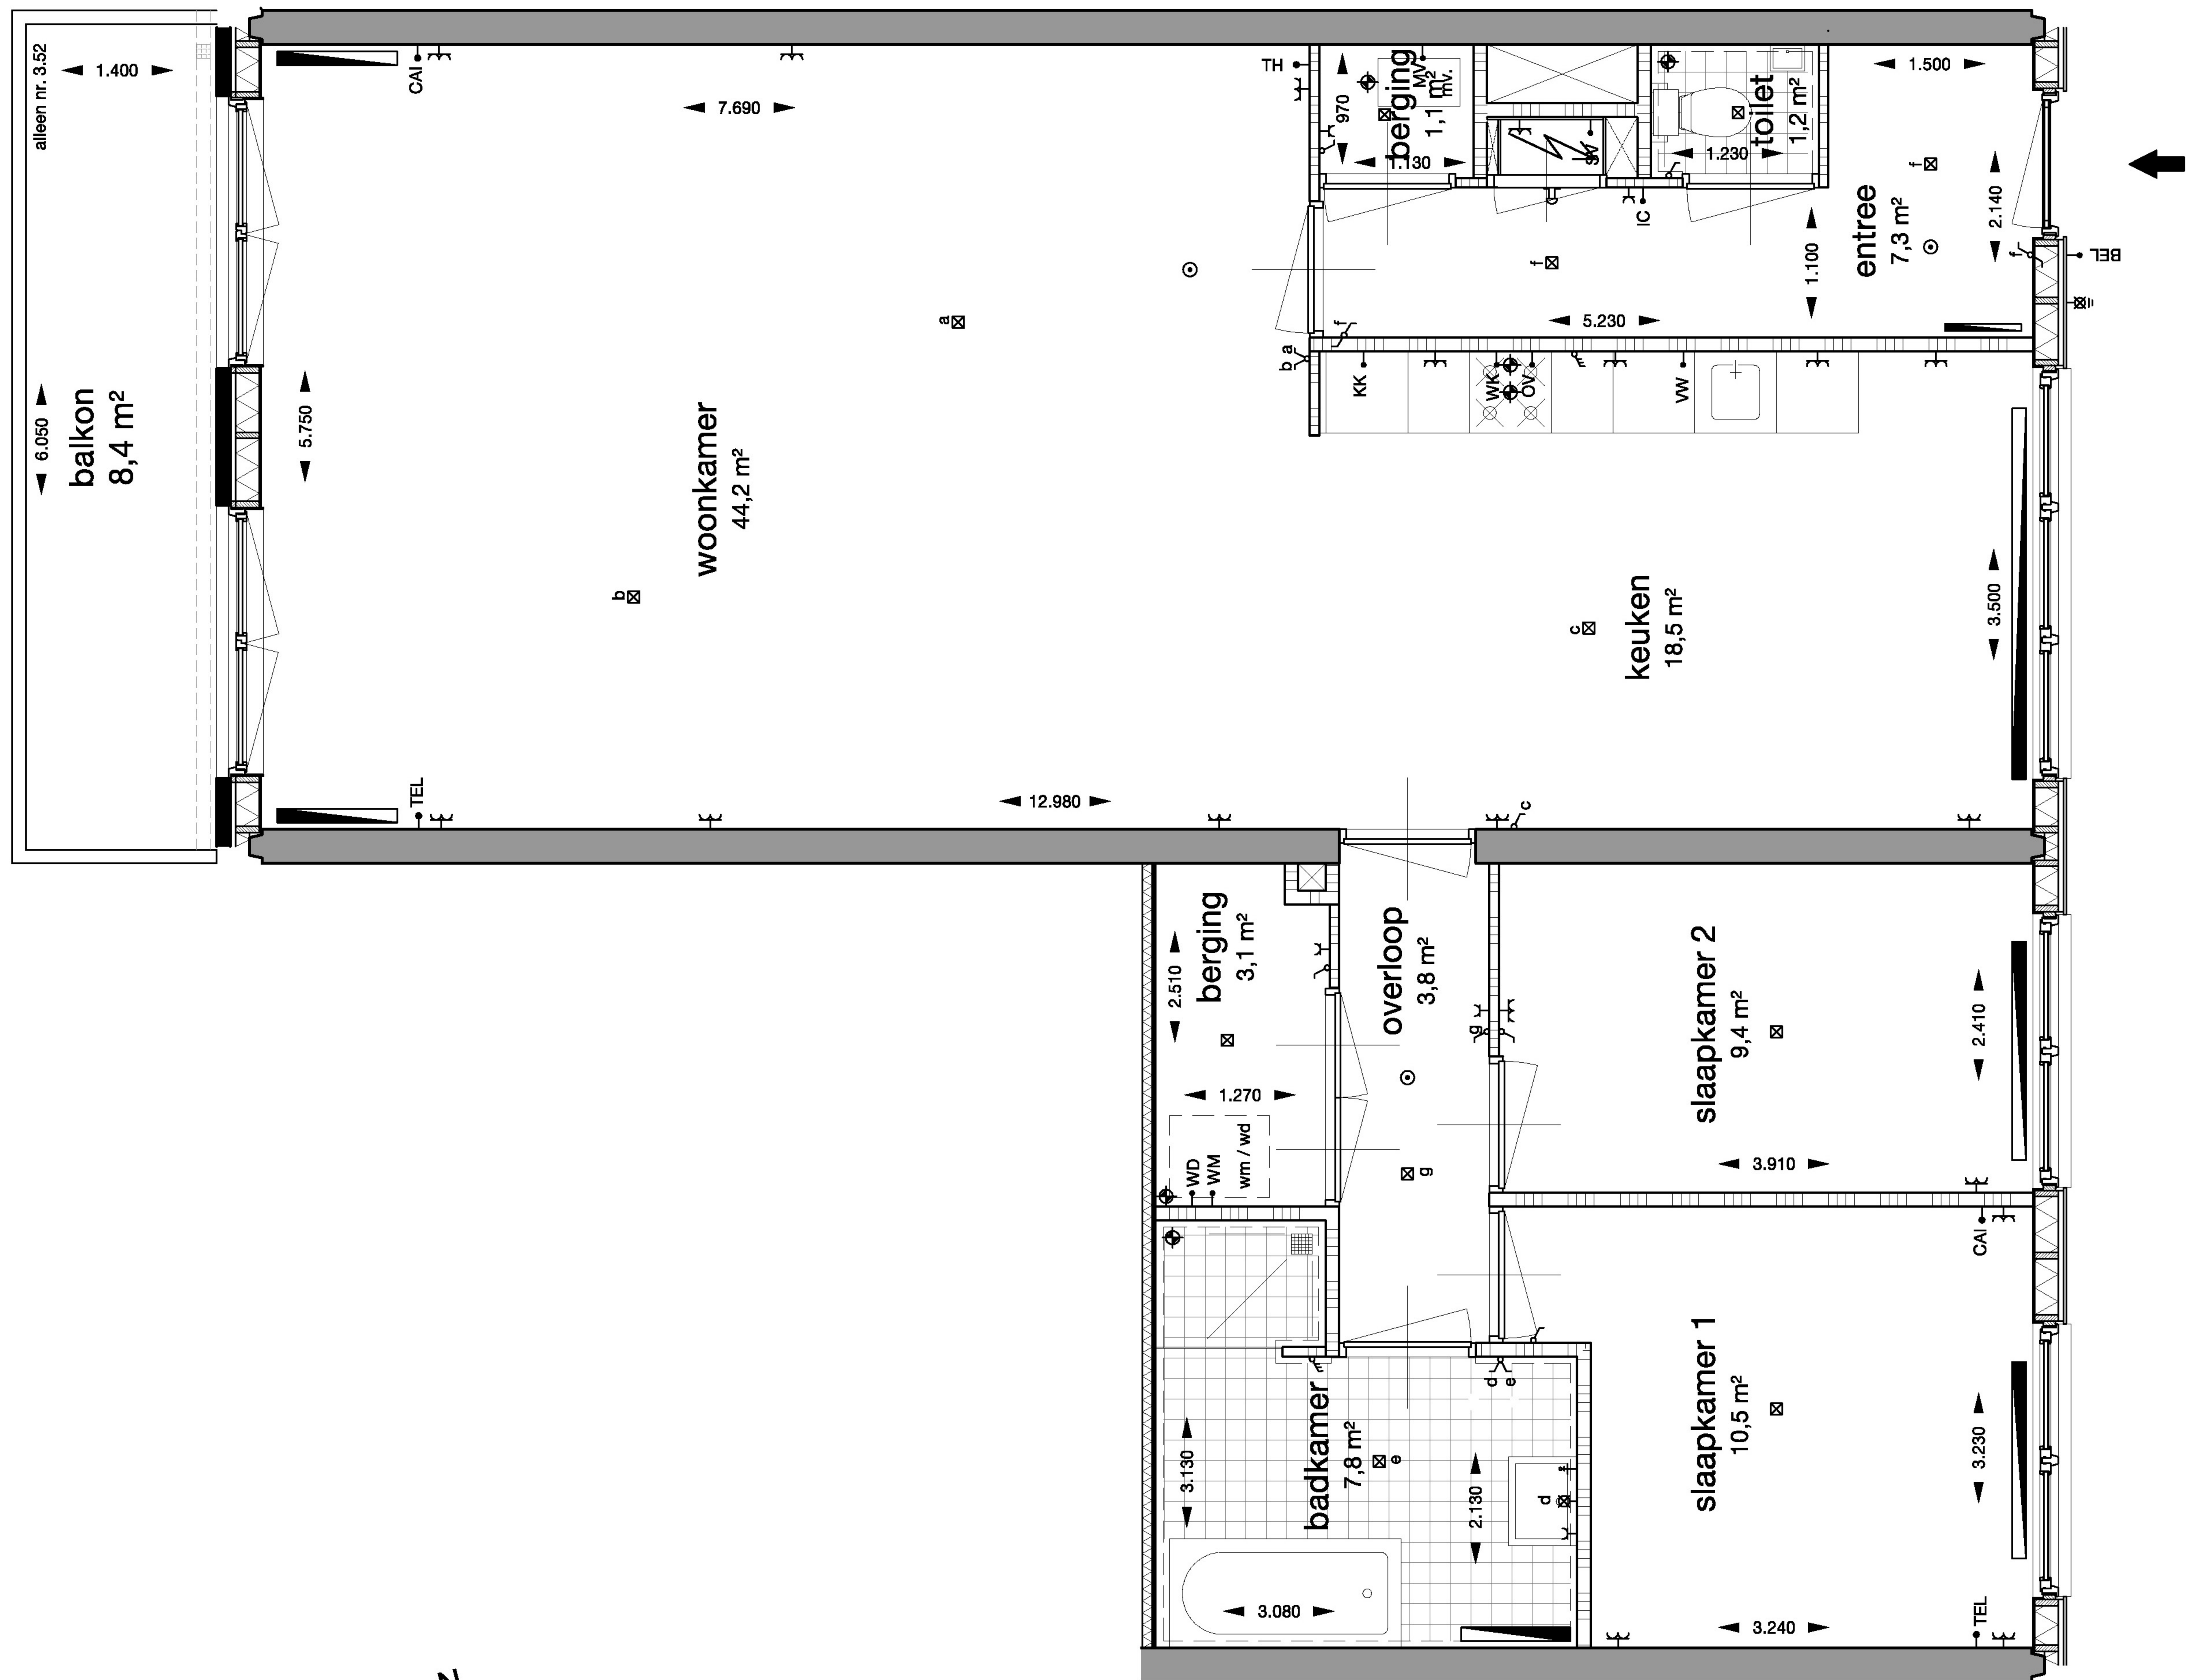 alleen nr. 3.52
1.400
6.050
balkon
8,4 m²
CAI
7.690
5.750
woonkamer
44,2 m²
a
b
TEL
12.980
TH
970
berging
1,1 m²
MV
mv.
1.130
1.230
toilet
1,2 m²
IC
1.500
f
2.140
entree
7,3 m²
1.100
f
f
BEL
5.230
f
b a
KK
WK
OV
VW
keuken
18,5 m²
c
3.500
c
berging
3,1 m²
2.510
1.270
WD
WM
wm / wd
overloop
3,8 m²
g
g
slaapkamer 2
9,4 m²
2.410
3.910
CAI
slaapkamer 1
10,5 m²
3.230
3.240
TEL
badkamer
7,8 m²
3.130
2.130
3.080
d
e
e
d
N